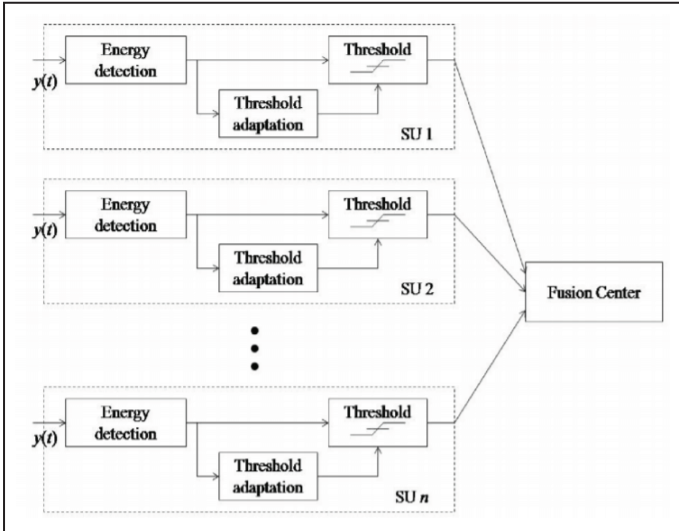 Energy
detection
Threshold
y(t)
Threshold
adaptation
SU 1
Energy
detection
Threshold
y(t)
Threshold
adaptation
SU 2
Fusion Center
Energy
detection
Threshold
y(t)
Threshold
adaptation
SU n